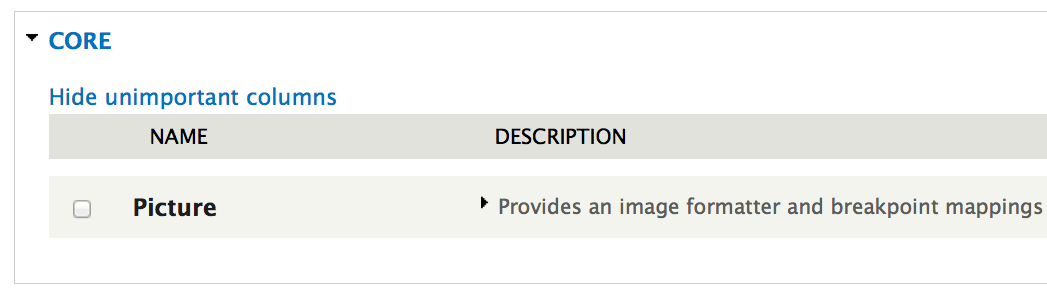 CORE
Hide unimportant columns
NAME DESCRIPTION
Picture Provides an image formatter and breakpoint mappings